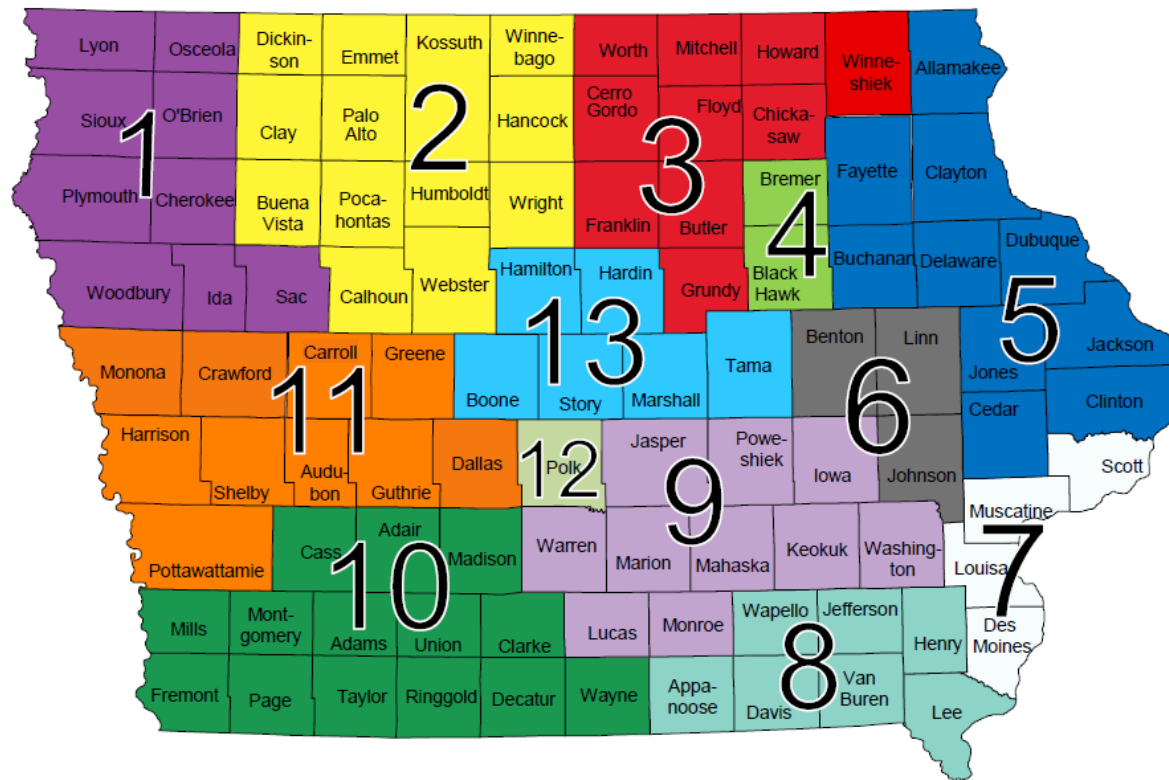 Lyon
Osceola
Dickin-
son
Emmet
Kossuth
Winne-
bago
Worth
Mitchell
Howard
Winne-
shiek
Allamakee
Sioux
O'Brien
Clay
Palo
Alto
Hancock
Cerro
Gordo
Floyd
Chicka-
saw
1
2
3
Plymouth
Cherokee
Buena
Vista
Poca-
hontas
Humboldt
Wright
Franklin
Butler
Bremer
Fayette
Clayton
4
Woodbury
Ida
Sac
Calhoun
Webster
Hamilton
Hardin
Grundy
Black
Hawk
Buchanan
Delaware
Dubuque
13
5
Monona
Crawford
Carroll
Greene
Boone
Story
Marshall
Tama
Benton
Linn
Jones
Jackson
11
6
Harrison
Shelby
Audu-
bon
Guthrie
Dallas
Polk
Jasper
Powe-
shiek
Iowa
Johnson
Cedar
Clinton
Scott
12
9
Pottawattamie
Cass
Adair
Madison
Warren
Marion
Mahaska
Keokuk
Washing-
ton
Muscatine
Louisa
10
7
Mills
Mont-
gomery
Adams
Union
Clarke
Lucas
Monroe
Wapello
Jefferson
Henry
Des
Moines
8
Fremont
Page
Taylor
Ringgold
Decatur
Wayne
Appa-
noose
Davis
Van
Buren
Lee